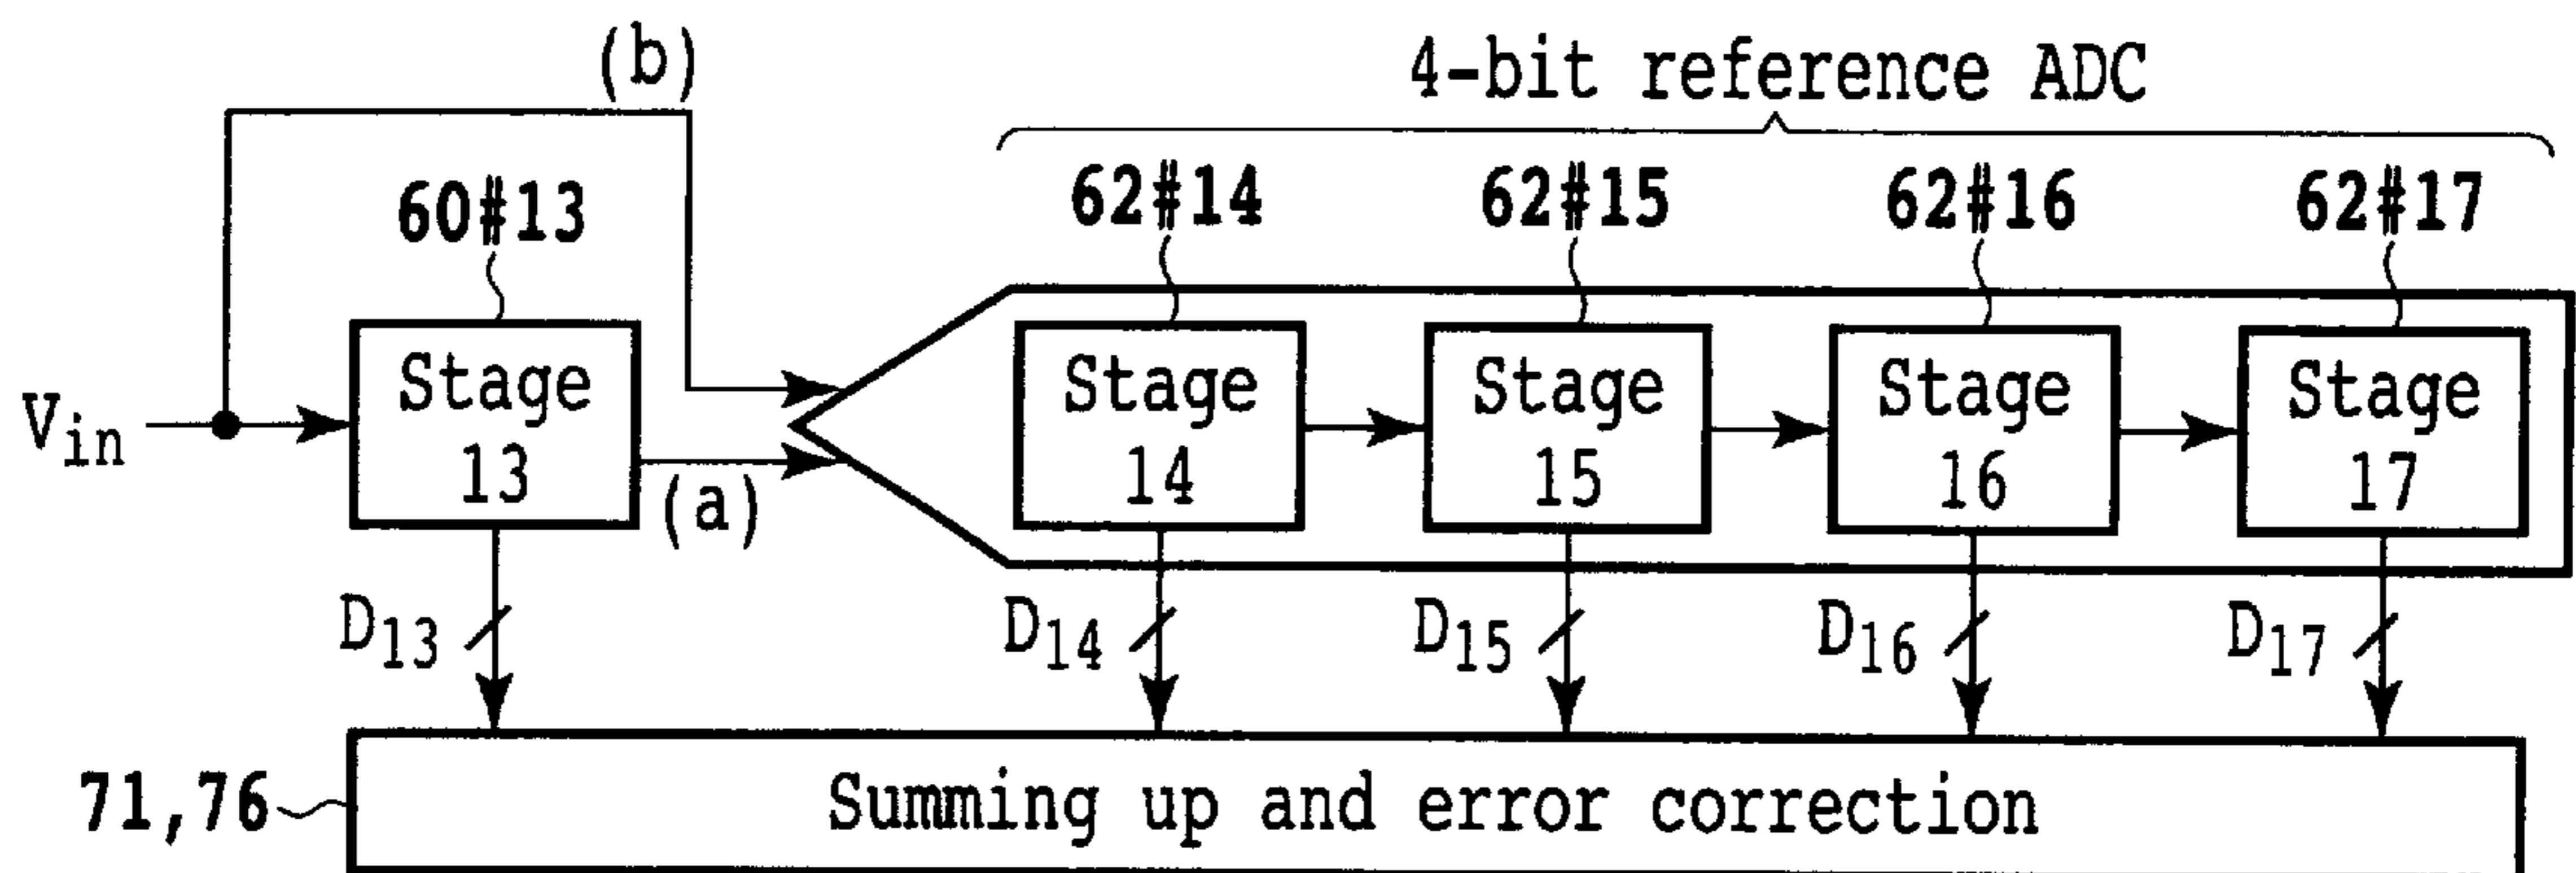 (b)
4-bit reference ADC
60#13
62#14
62#15
62#16
62#17
Vin
Stage
13
(a)
Stage
14
Stage
15
Stage
16
Stage
17
D13
D14
D15
D16
D17
71,76
Summing up and error correction